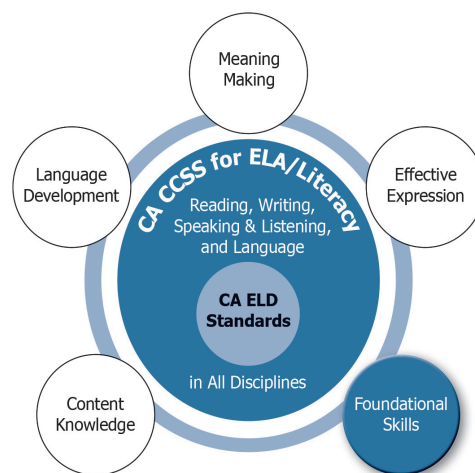 Meaning
Making
Language
Development
Effective
Expression
CA CCSS for ELA/Literacy
Reading, Writing,
Speaking & Listening,
and Language
CA ELD
Standards
in All Disciplines
Content
Knowledge
Foundational
Skills